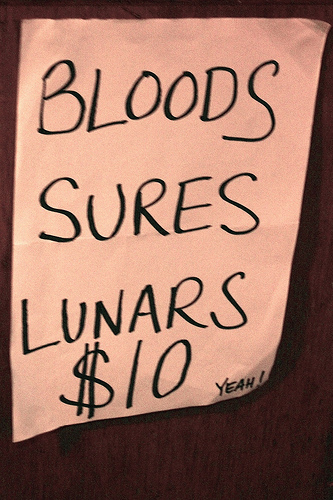 BLOODS
SURES
LUNARS
$10
YEAH!